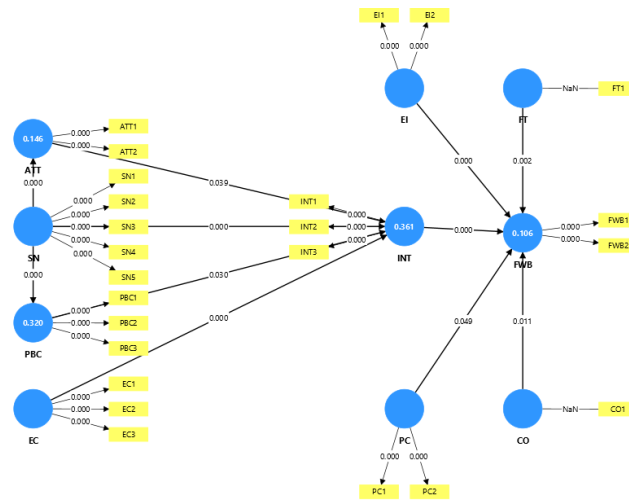 EI1
EI2
0.000
0.000
EI
FT
NaN
FT1
0.146
ATT
0.000
0.000
ATT1
ATT2
0.000
0.039
0.000
0.002
SN
0.000
0.000
0.000
0.000
0.000
SN1
SN2
SN3
SN4
SN5
0.000
INT1
INT2
INT3
0.000
0.000
0.000
0.361
INT
0.000
0.106
FWB
0.000
0.000
FWB1
FWB2
0.000
0.320
PBC
0.000
0.000
0.000
PBC1
PBC2
PBC3
0.030
0.000
0.049
0.011
EC
0.000
0.000
0.000
EC1
EC2
EC3
PC
0.000
0.000
PC1
PC2
CO
NaN
CO1